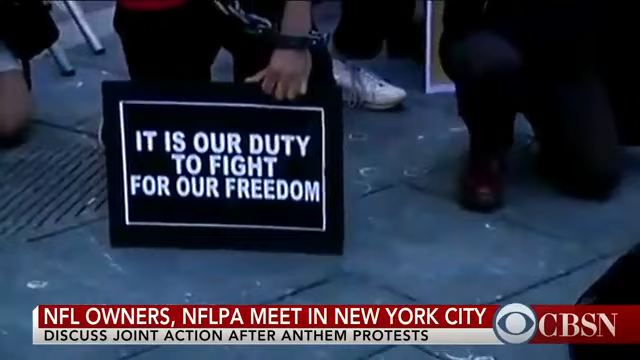 IT IS OUR DUTY
TO FIGHT
FOR OUR FREEDOM
NFL OWNERS, NFLPA MEET IN NEW YORK CITY
DISCUSS JOINT ACTION AFTER ANTHEM PROTESTS
CBSN